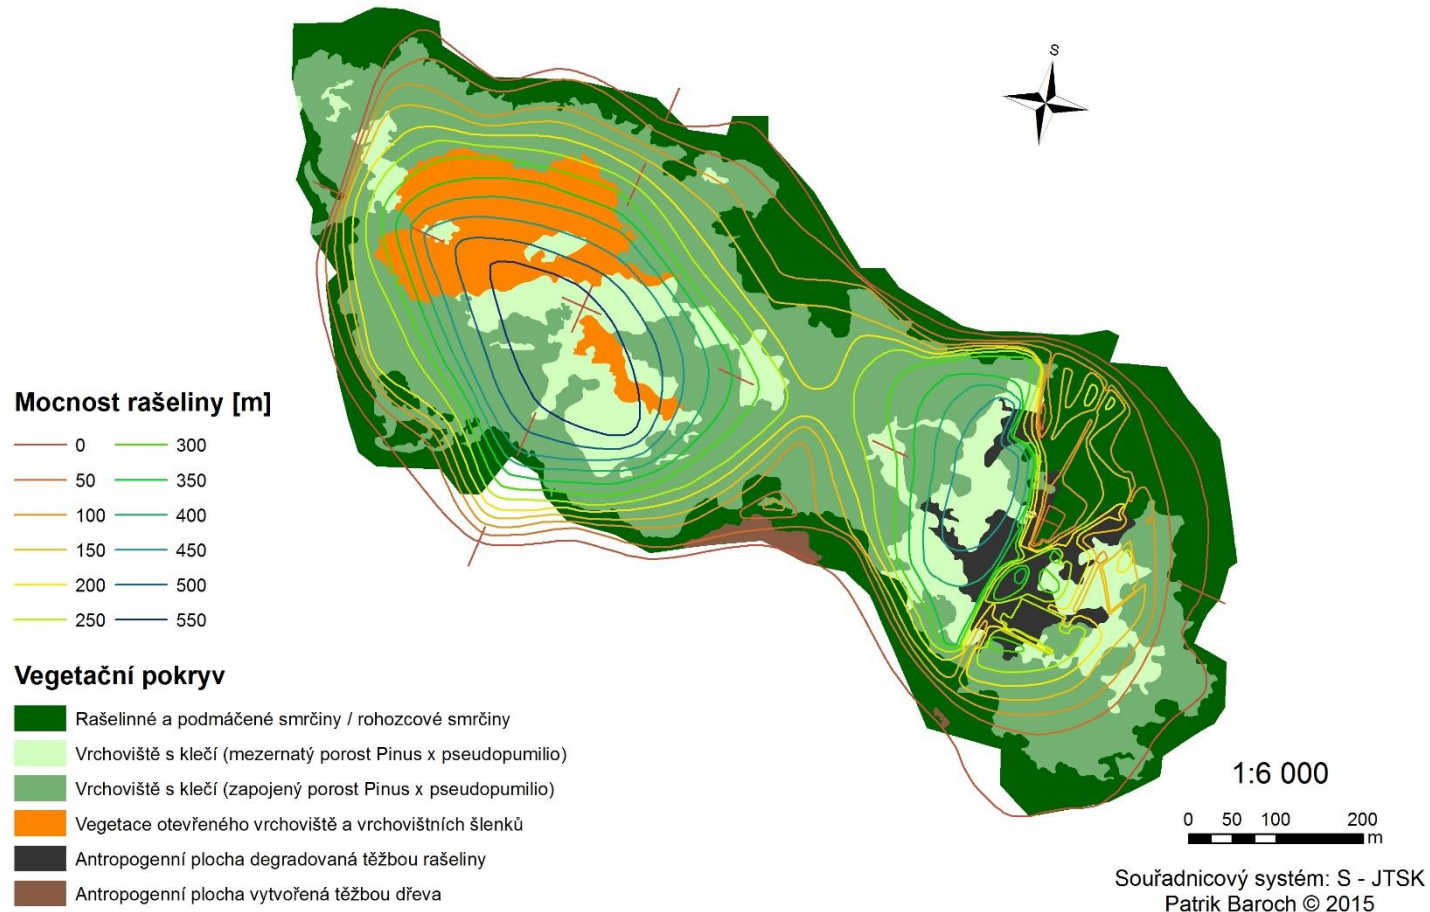 S
Mocnost rašeliny [m]
0 300
50 350
100 400
150 450
200 500
250 550
Vegetační pokryv
Rašelinné a podmáčené smrčiny / rohozcové smrčiny
Vrchoviště s klečí (mezernatý porost Pinus x pseudopumilio)
Vrchoviště s klečí (zapojený porost Pinus x pseudopumilio)
Vegetace otevřeného vrchoviště a vrchovištních šlenků
Antropogenní plocha degradovaná těžbou rašeliny
Antropogenní plocha vytvořená těžbou dřeva
1:6 000
0 50 100 200
m
Souřadnicový systém: S - JTSK
Patrik Baroch © 2015